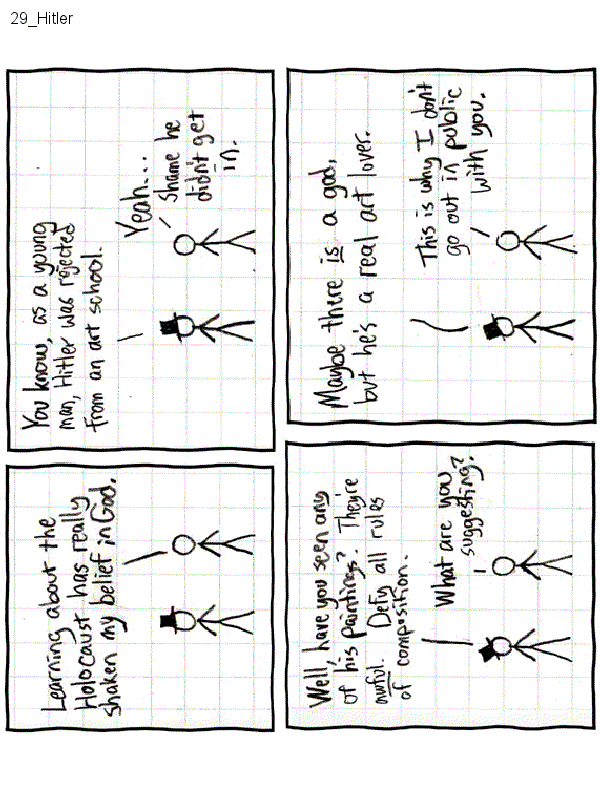 29_Hitler
Learning about the
Holocaust has really
shaken my belief in God.
You know, as a young
man, Hitler was rejected
from an art school.
Yeah...
Shame he
didn't get
in.
Well, have you seen any
of his paintings? They're
awful. Defy all rules
of composition.
What are you
suggesting?
Maybe there is a god,
but he's a real art lover.
This is why I don't
go out in public
with you.